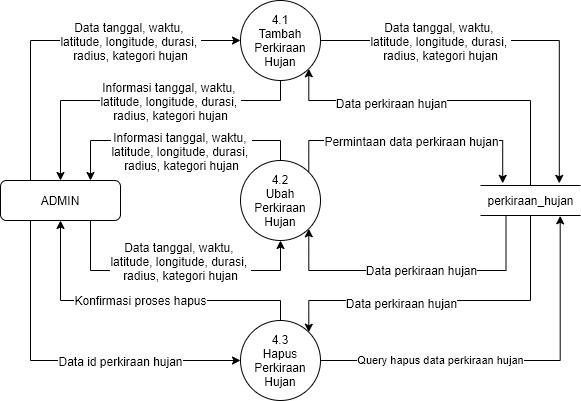 Data tanggal, waktu,
latitude, longitude, durasi,
radius, kategori hujan
4.1
Tambah
Perkiraan
Hujan
Data tanggal, waktu,
latitude, longitude, durasi,
radius, kategori hujan
Informasi tanggal, waktu,
latitude, longitude, durasi,
radius, kategori hujan
Data perkiraan hujan
Informasi tanggal, waktu,
latitude, longitude, durasi,
radius, kategori hujan
Permintaan data perkiraan hujan
ADMIN
4.2
Ubah
Perkiraan
Hujan
perkiraan_hujan
Data tanggal, waktu,
latitude, longitude, durasi,
radius, kategori hujan
Data perkiraan hujan
Konfirmasi proses hapus
Data perkiraan hujan
4.3
Hapus
Perkiraan
Hujan
Data id perkiraan hujan
Query hapus data perkiraan hujan